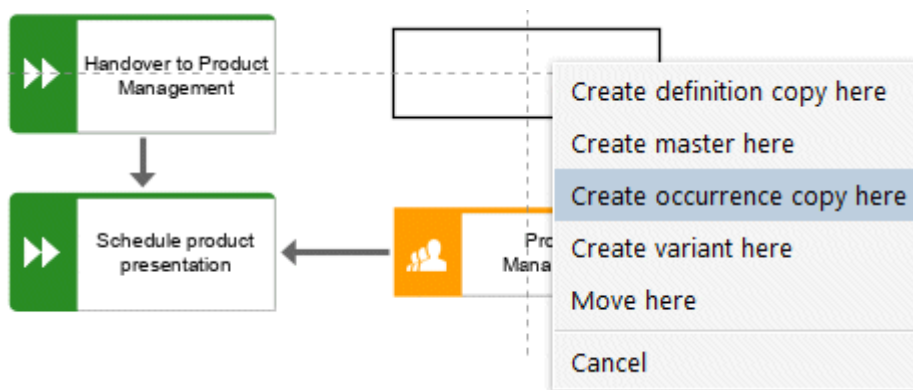 Handover to Product
Management
Schedule product
presentation
Create definition copy here
Create master here
Create occurrence copy here
Create variant here
Move here
Cancel